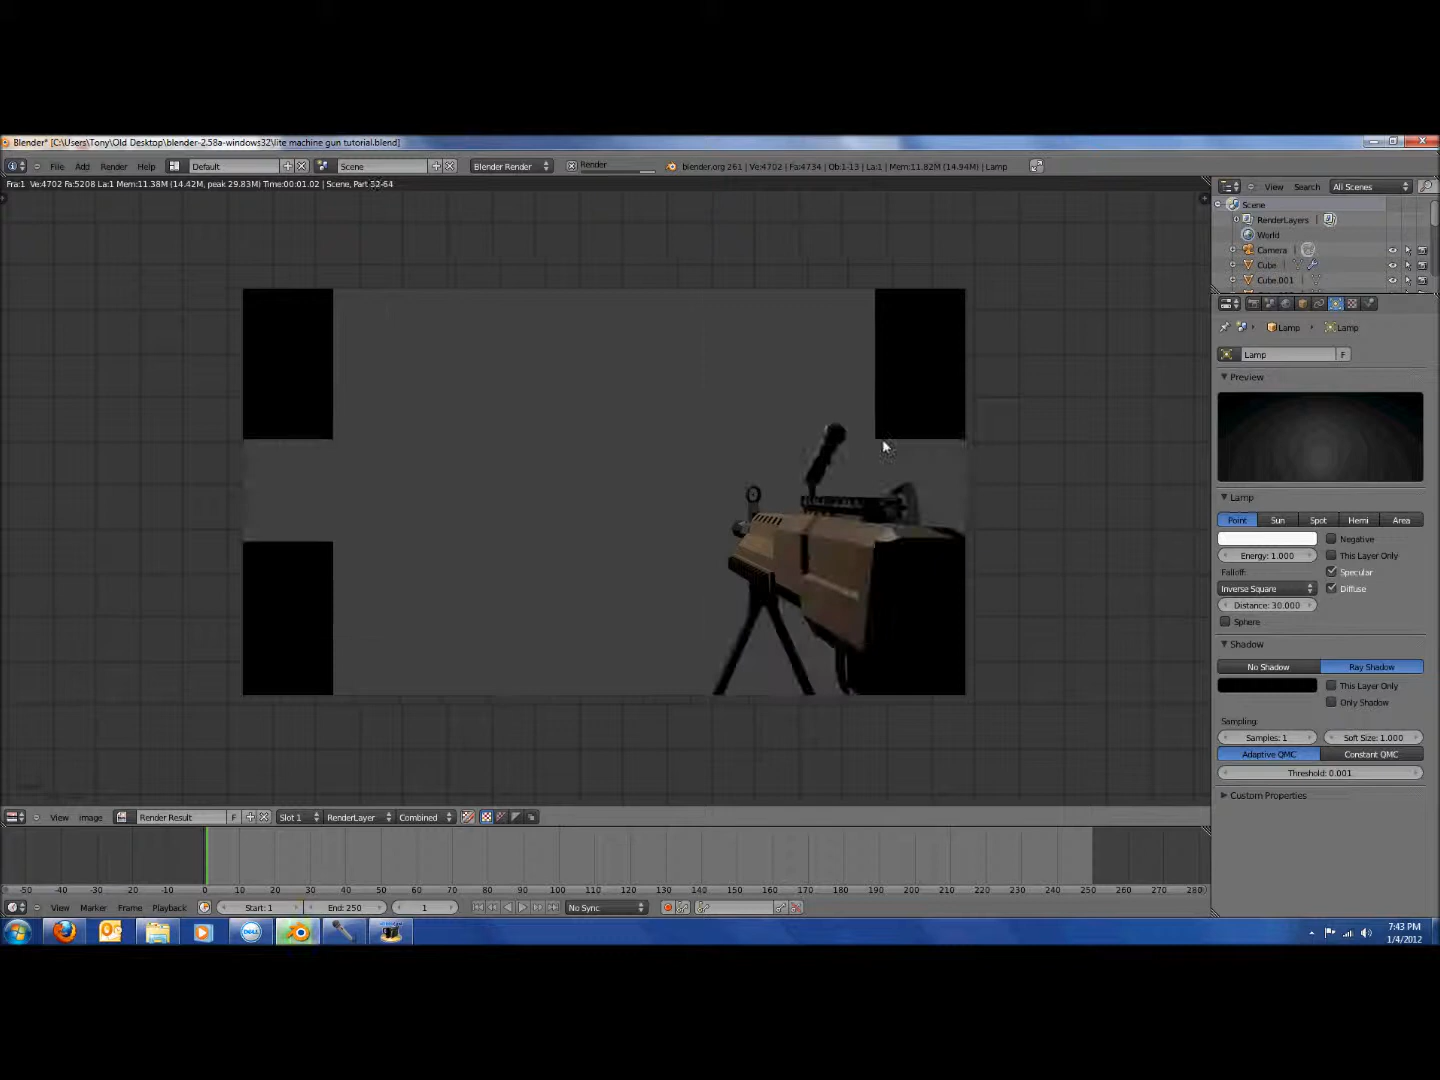 Blender* [C:\Users\Tony\Old Desktop\blender-2.58a-windows32\lite machine gun tutorial.blend]
File Add Render Help Default Scene Blender Render Render blender.org 261 | Ve:4702 | Fa:4734 | Ob:1-13 | La:1 | Mem:11.82M (14.94M) | Lamp
Fra:1 Ve:4702 Fa:5208 La:1 Mem:11.38M (14.42M, peak 29.83M) Time:00:01.02 | Scene, Part 52-64
View Search All Scenes
Scene
RenderLayers
World
Camera
Cube
Cube.001
Lamp Lamp
Lamp F
Preview
Lamp
Point Sun Spot Hemi Area
Negative
Energy: 1.000 This Layer Only
Falloff: Specular
Inverse Square Diffuse
Distance: 30.000
Sphere
Shadow
No Shadow Ray Shadow
This Layer Only
Only Shadow
Sampling:
Samples: 1 Soft Size: 1.000
Adaptive QMC Constant QMC
Threshold: 0.001
Custom Properties
View Image Render Result F Slot 1 RenderLayer Combined
-50 -40 -30 -20 -10 0 10 20 30 40 50 60 70 80 90 100 110 120 130 140 150 160 170 180 190 200 210 220 230 240 250 260 270 280
View Marker Frame Playback Start: 1 End: 250 1 No Sync
DELL
7:43 PM
1/4/2012